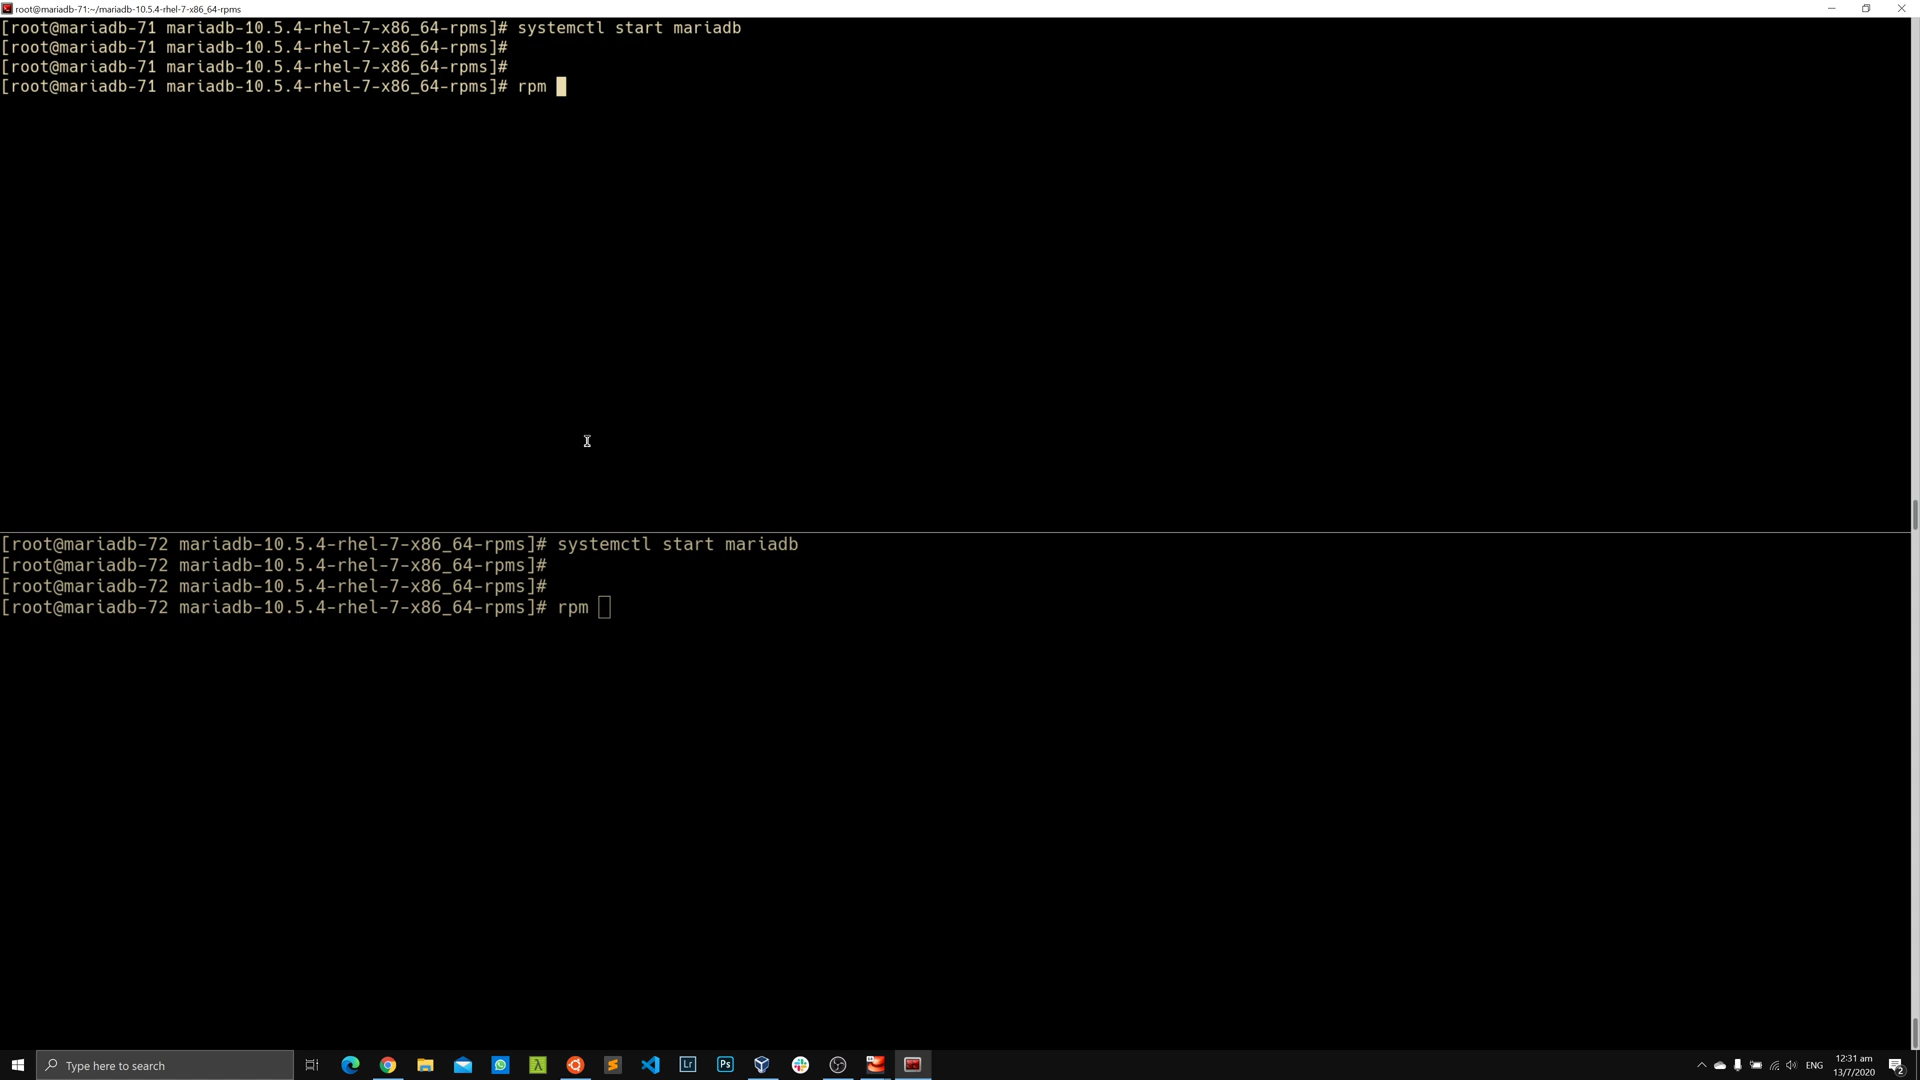 root@mariadb-71:~/mariadb-10.5.4-rhel-7-x86_64-rpms
[root@mariadb-71 mariadb-10.5.4-rhel-7-x86_64-rpms]# systemctl start mariadb
[root@mariadb-71 mariadb-10.5.4-rhel-7-x86_64-rpms]#
[root@mariadb-71 mariadb-10.5.4-rhel-7-x86_64-rpms]#
[root@mariadb-71 mariadb-10.5.4-rhel-7-x86_64-rpms]# rpm
[root@mariadb-72 mariadb-10.5.4-rhel-7-x86_64-rpms]# systemctl start mariadb
[root@mariadb-72 mariadb-10.5.4-rhel-7-x86_64-rpms]#
[root@mariadb-72 mariadb-10.5.4-rhel-7-x86_64-rpms]#
[root@mariadb-72 mariadb-10.5.4-rhel-7-x86_64-rpms]# rpm
Type here to search
λ
Lr
Ps
ENG
12:31 am
13/7/2020
2